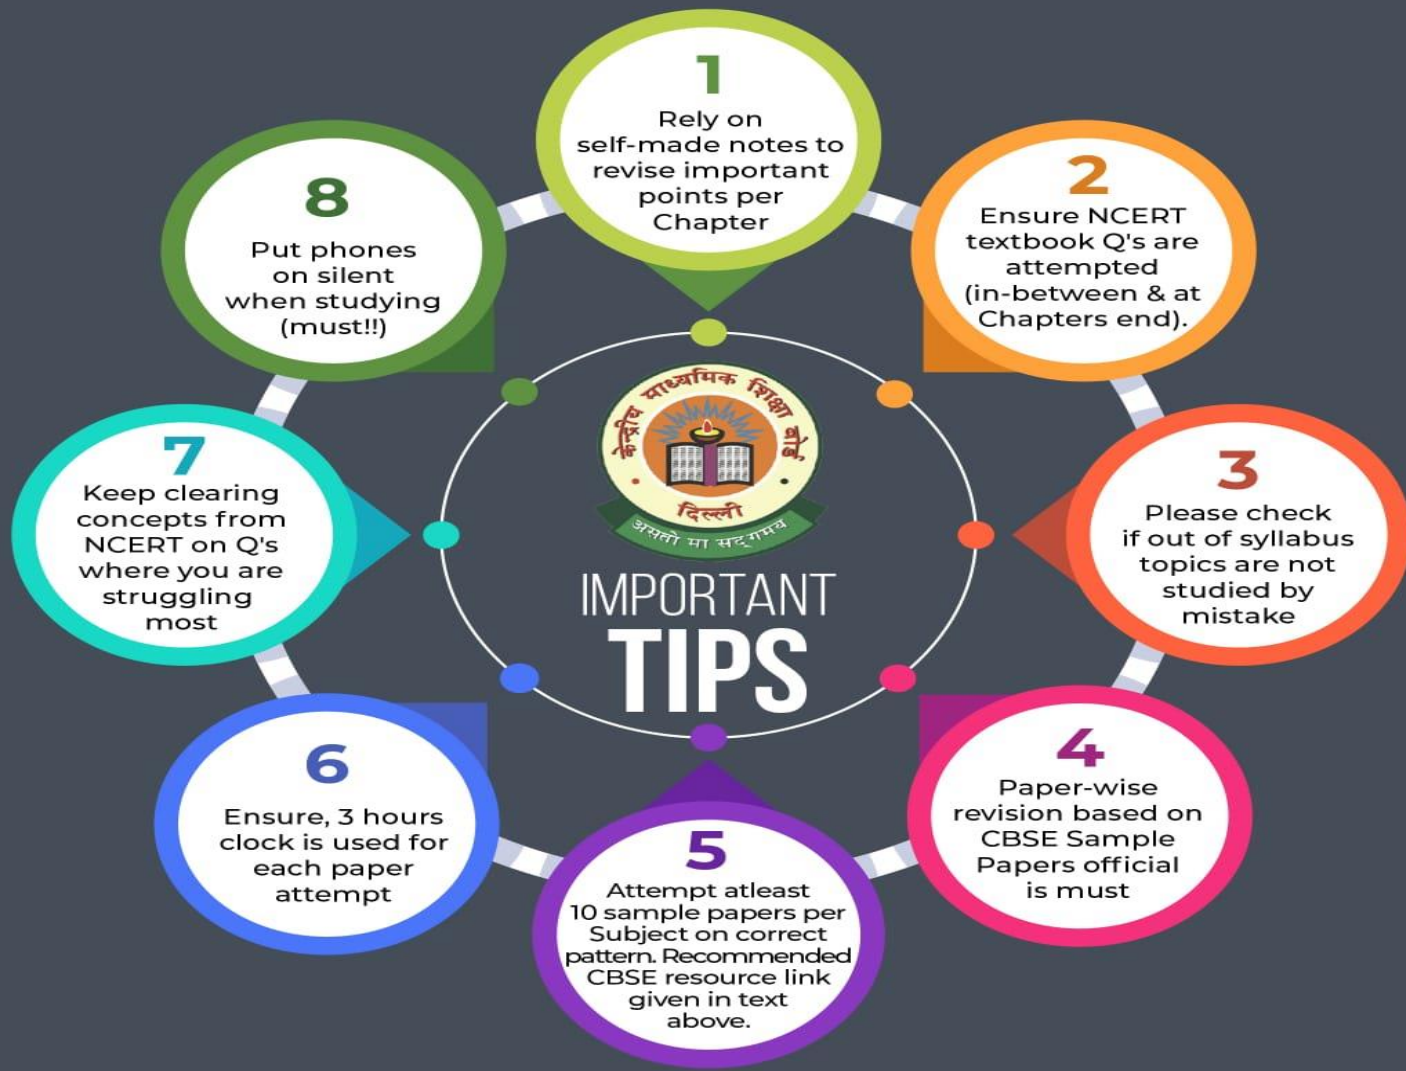 1
Rely on
self-made notes to
revise important
points per
Chapter
2
Ensure NCERT
textbook Q's are
attempted
(in-between & at
Chapters end).
3
Please check
if out of syllabus
topics are not
studied by
mistake
4
Paper-wise
revision based on
CBSE Sample
Papers official
is must
5
Attempt atleast
10 sample papers per
Subject on correct
pattern. Recommended
CBSE resource link
given in text
above.
6
Ensure, 3 hours
clock is used for
each paper
attempt
7
Keep clearing
concepts from
NCERT on Q's
where you are
struggling
most
8
Put phones
on silent
when studying
(must!!)
केन्द्रीय माध्यमिक शिक्षा बोर्ड
दिल्ली
असतो मा सद्गमय
IMPORTANT
TIPS